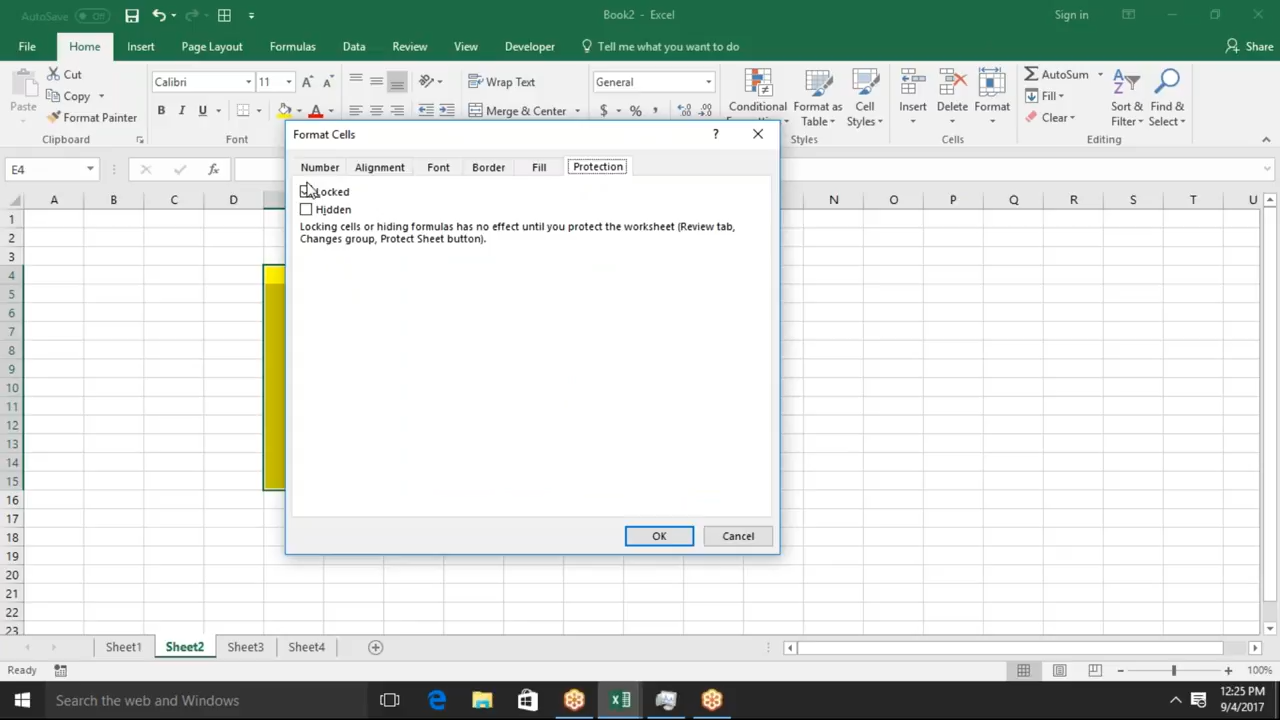 AutoSave Off
Book2 - Excel
Sign in
File Home Insert Page Layout Formulas Data Review View Developer Tell me what you want to do Share
Paste
Cut
Copy
Format Painter
Clipboard
Calibri 11
B I U A
Font
Wrap Text
Merge & Center
General
$ % ,
Conditional
Format as
Table
Cell
Styles
Styles
Insert
Delete
Format
Cells
AutoSum
Fill
Clear
Sort &
Filter
Find &
Select
Editing
E4
fx
A B C D N O P Q R S T U
1
2
3
4
5
6
7
8
9
10
11
12
13
14
15
16
17
18
19
20
21
22
23
Format Cells
Number Alignment Font Border Fill Protection
Locked
Hidden
Locking cells or hiding formulas has no effect until you protect the worksheet (Review tab,
Changes group, Protect Sheet button).
OK Cancel
Sheet1 Sheet2 Sheet3 Sheet4
Ready
100%
Search the web and Windows
12:25 PM
9/4/2017